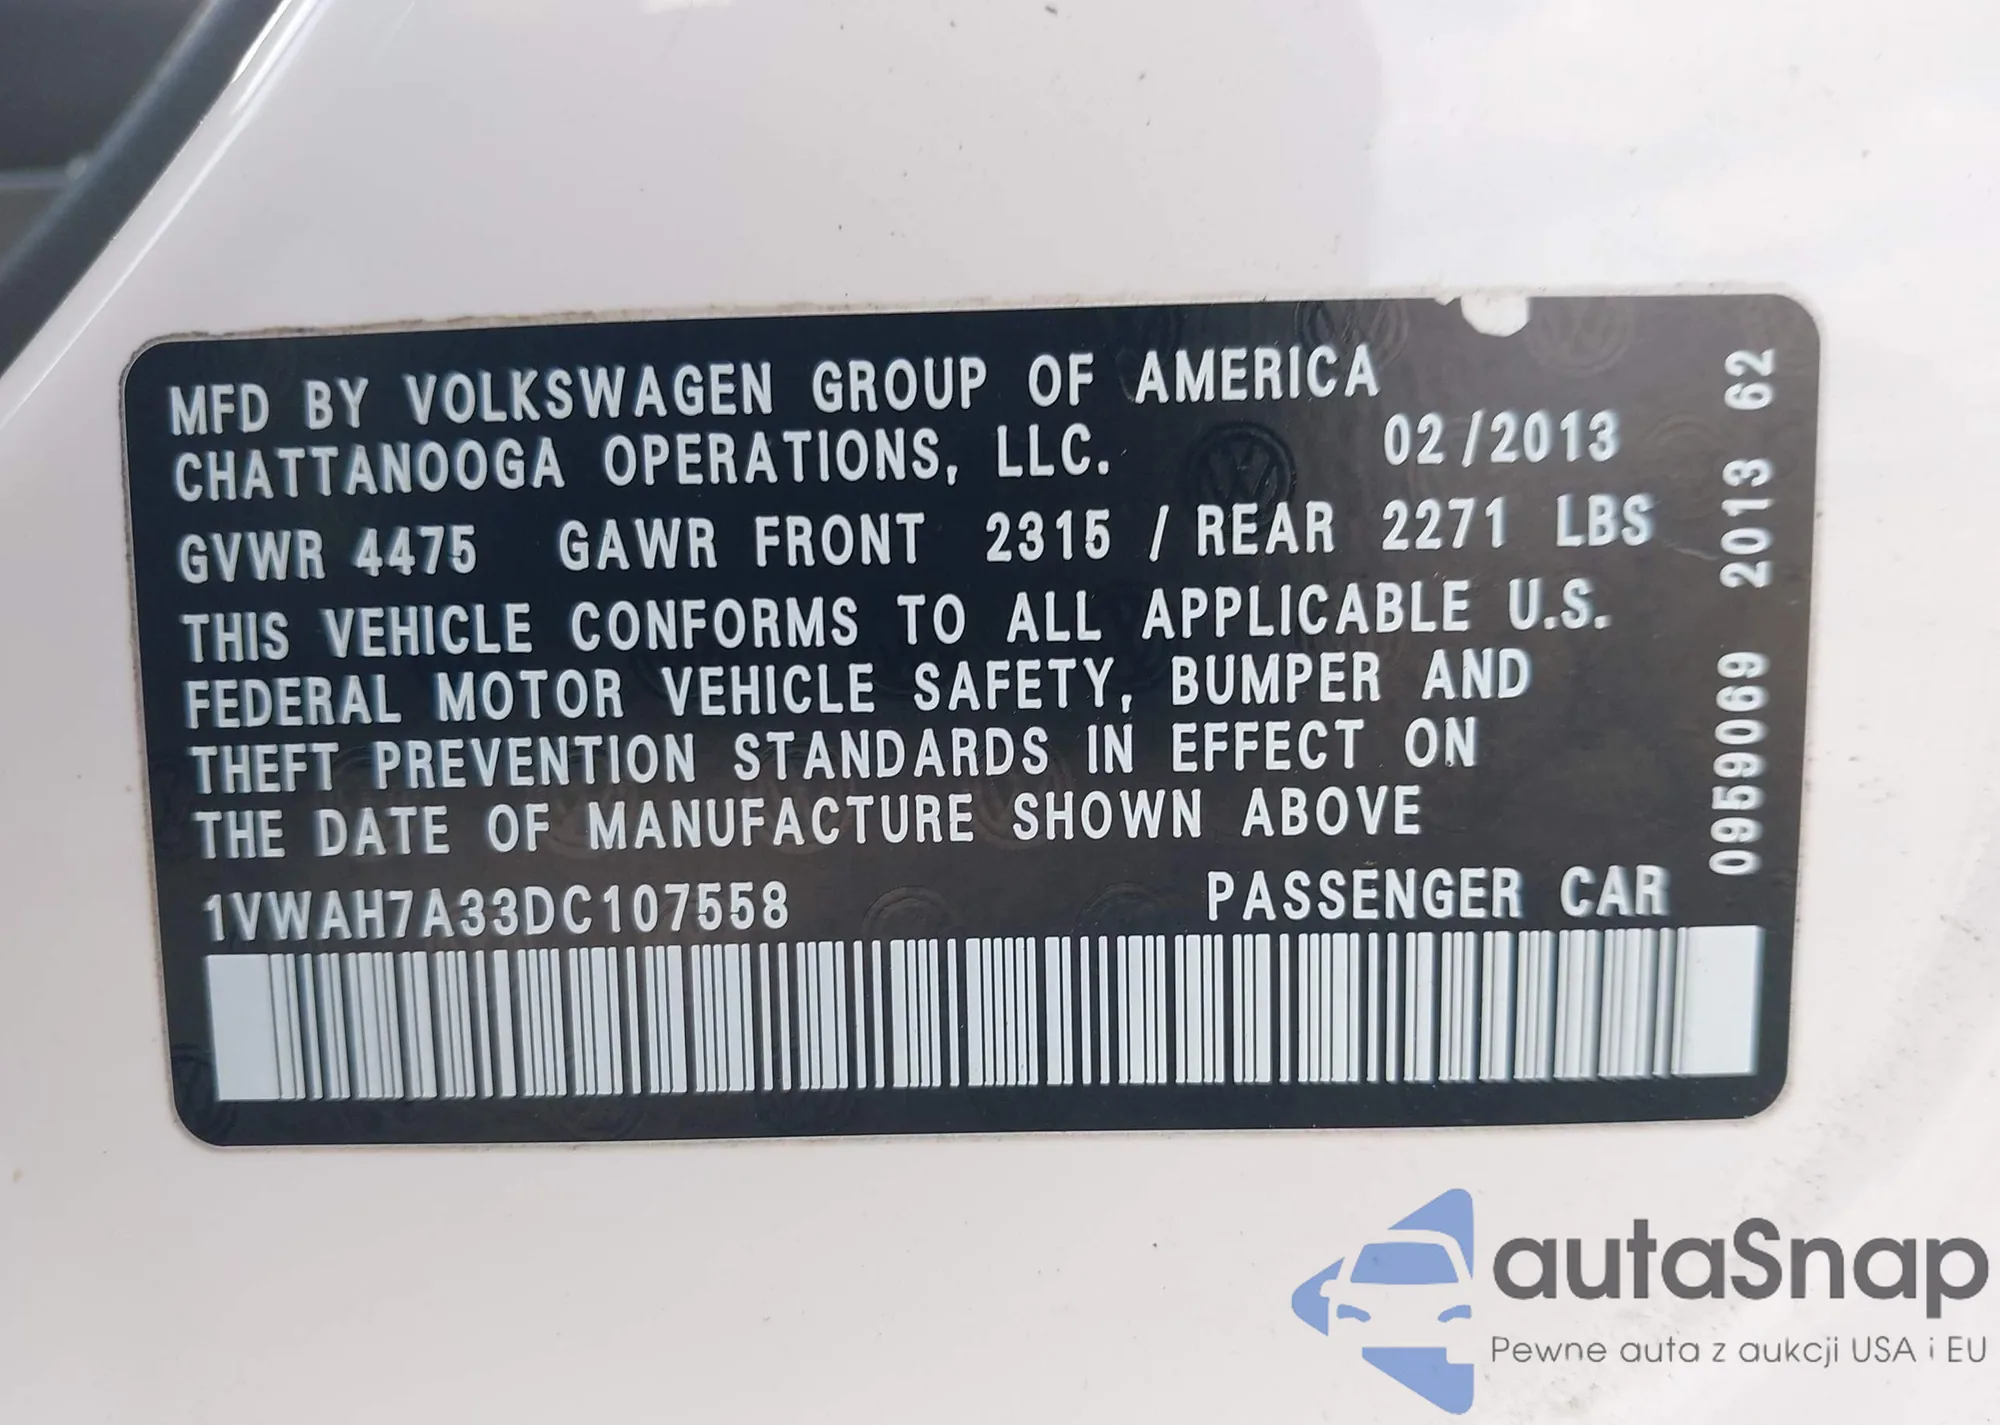 MFD BY VOLKSWAGEN GROUP OF AMERICA
CHATTANOOGA OPERATIONS, LLC. 02/2013
GVWR 4475 GAWR FRONT 2315 / REAR 2271 LBS
THIS VEHICLE CONFORMS TO ALL APPLICABLE U.S.
FEDERAL MOTOR VEHICLE SAFETY, BUMPER AND
THEFT PREVENTION STANDARDS IN EFFECT ON
THE DATE OF MANUFACTURE SHOWN ABOVE
1VWAH7A33DC107558 PASSENGER CAR
0959069 2013 62
autaSnap
Pewne auta z aukcji USA i EU